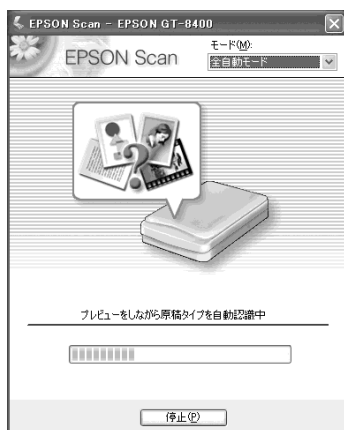 EPSON Scan - EPSON GT-8400
EPSON Scan
モード(M):
全自動モード
?
プレビューをしながら原稿タイプを自動認識中
停止(P)